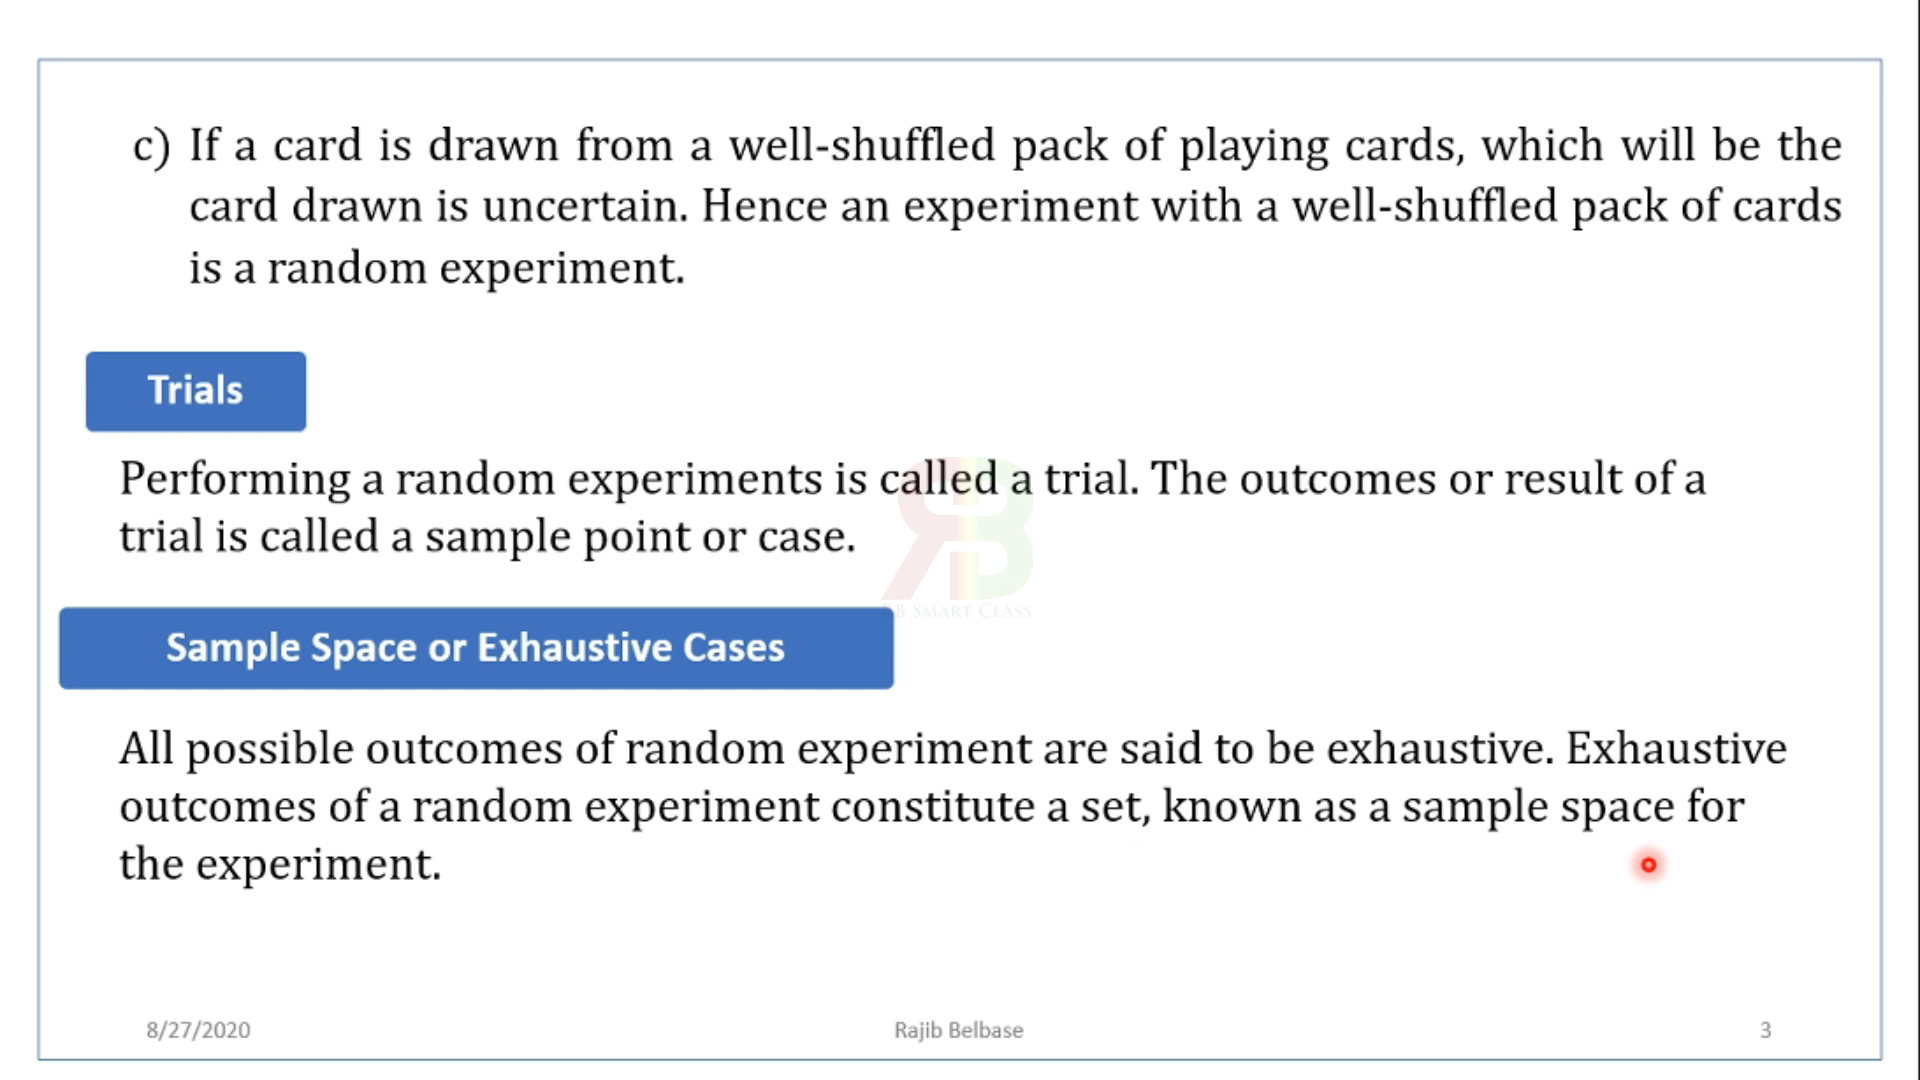 c) If a card is drawn from a well-shuffled pack of playing cards, which will be the
card drawn is uncertain. Hence an experiment with a well-shuffled pack of cards
is a random experiment.
Trials
Performing a random experiments is called a trial. The outcomes or result of a
trial is called a sample point or case.
RB SMART CLASS
Sample Space or Exhaustive Cases
All possible outcomes of random experiment are said to be exhaustive. Exhaustive
outcomes of a random experiment constitute a set, known as a sample space for
the experiment.
8/27/2020
Rajib Belbase
3